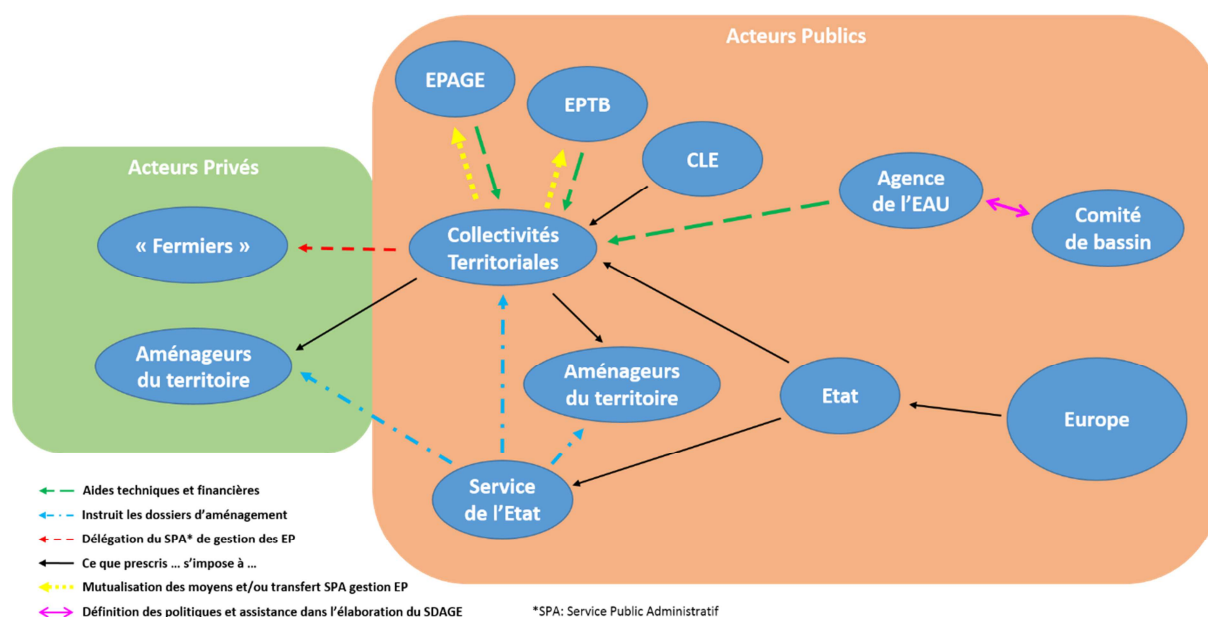 Acteurs Publics
EPAGE
EPTB
CLE
Acteurs Privés
Agence
de l'EAU
Comité
de bassin
« Fermiers »
Collectivités
Territoriales
Aménageurs
du territoire
Aménageurs
du territoire
Etat
Europe
Service
de l'Etat
Aides techniques et financières
Instruit les dossiers d'aménagement
Délégation du SPA* de gestion des EP
Ce que prescris ... s'impose à ...
Mutualisation des moyens et/ou transfert SPA gestion EP
Définition des politiques et assistance dans l'élaboration du SDAGE
*SPA: Service Public Administratif